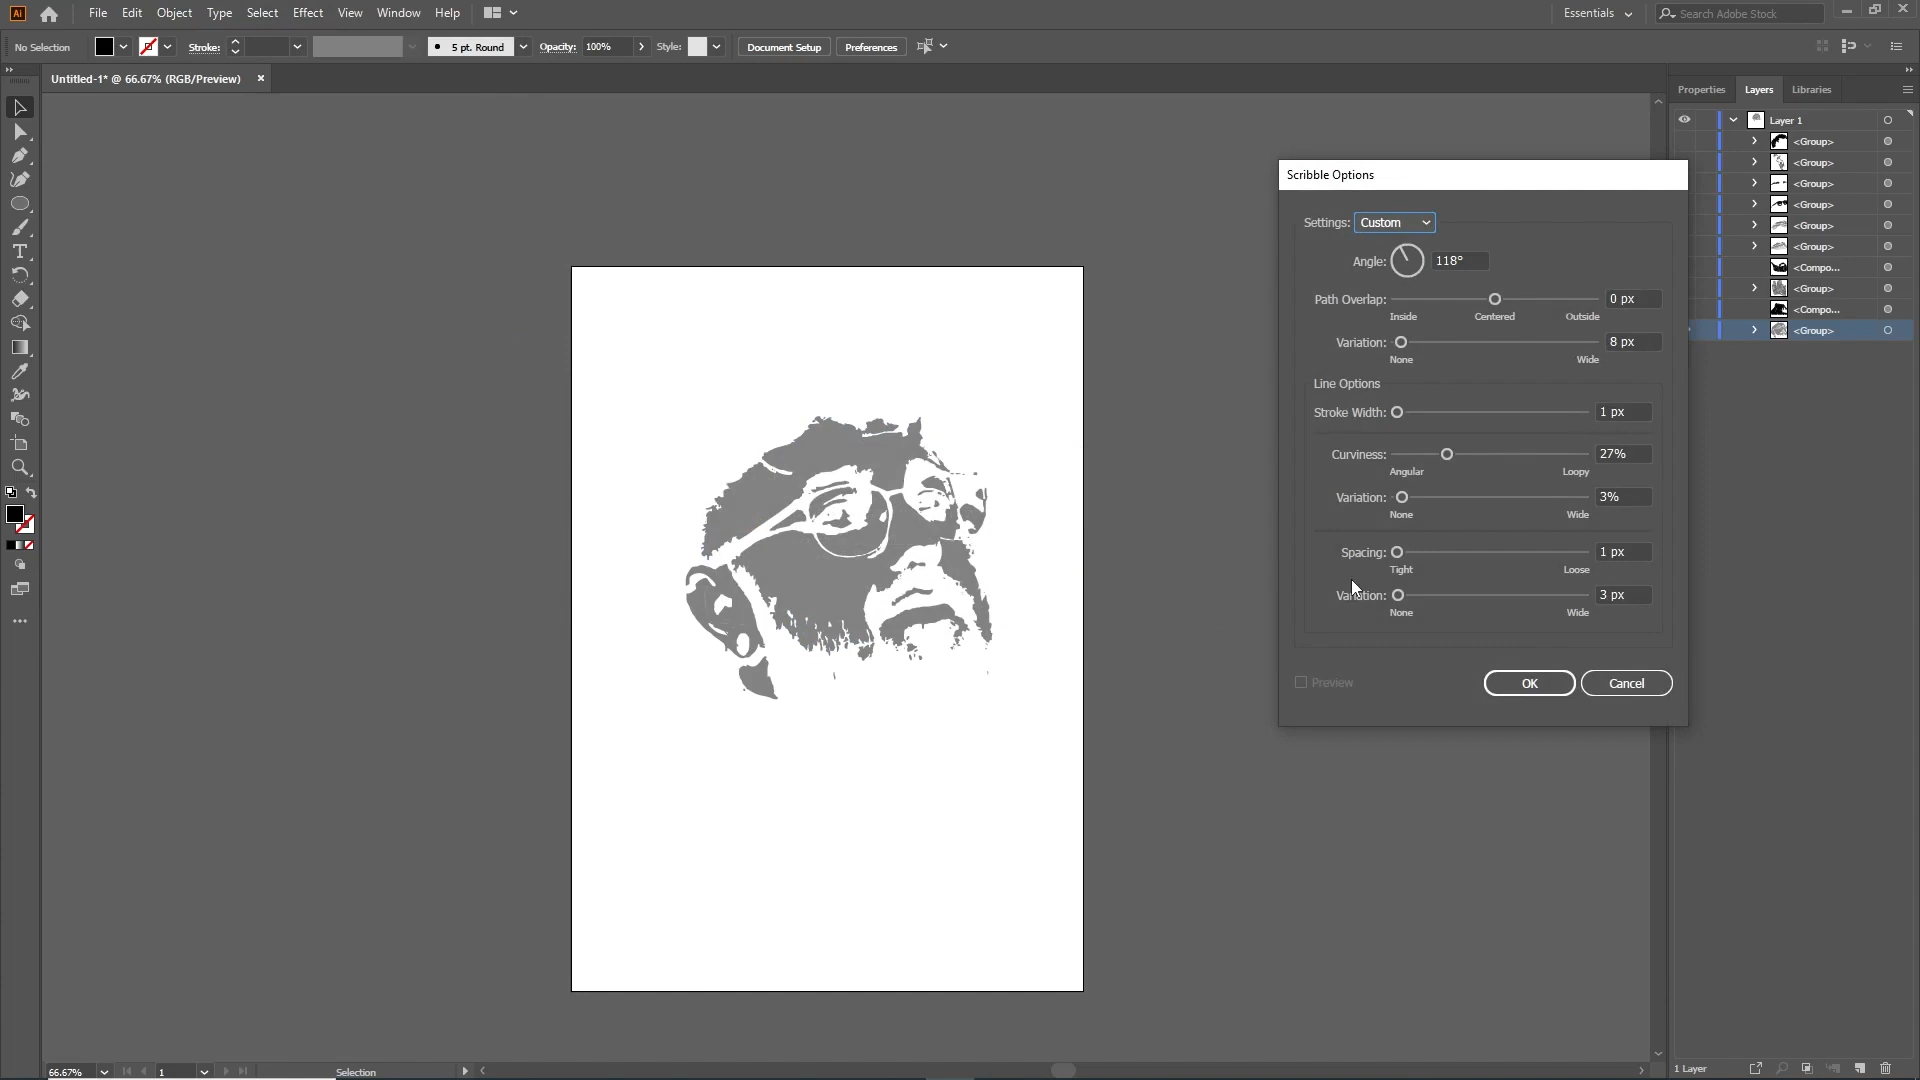 Ai File Edit Object Type Select Effect View Window Help Essentials Search Adobe Stock
No Selection Stroke: 5 pt. Round Opacity: 100% Style: Document Setup Preferences
Untitled-1* @ 66.67% (RGB/Preview) ×
Properties Layers Libraries
Layer 1
<Group>
<Group>
<Group>
<Group>
<Group>
<Group>
<Compo...
<Group>
<Compo...
<Group>
Scribble Options
Settings: Custom
Angle: 118°
Path Overlap: 0 px
Inside Centered Outside
Variation: 8 px
None Wide
Line Options
Stroke Width: 1 px
Curviness: 27%
Angular Loopy
Variation: 3%
None Wide
Spacing: 1 px
Tight Loose
Variation: 3 px
None Wide
Preview OK Cancel
66.67% 1 Selection
1 Layer